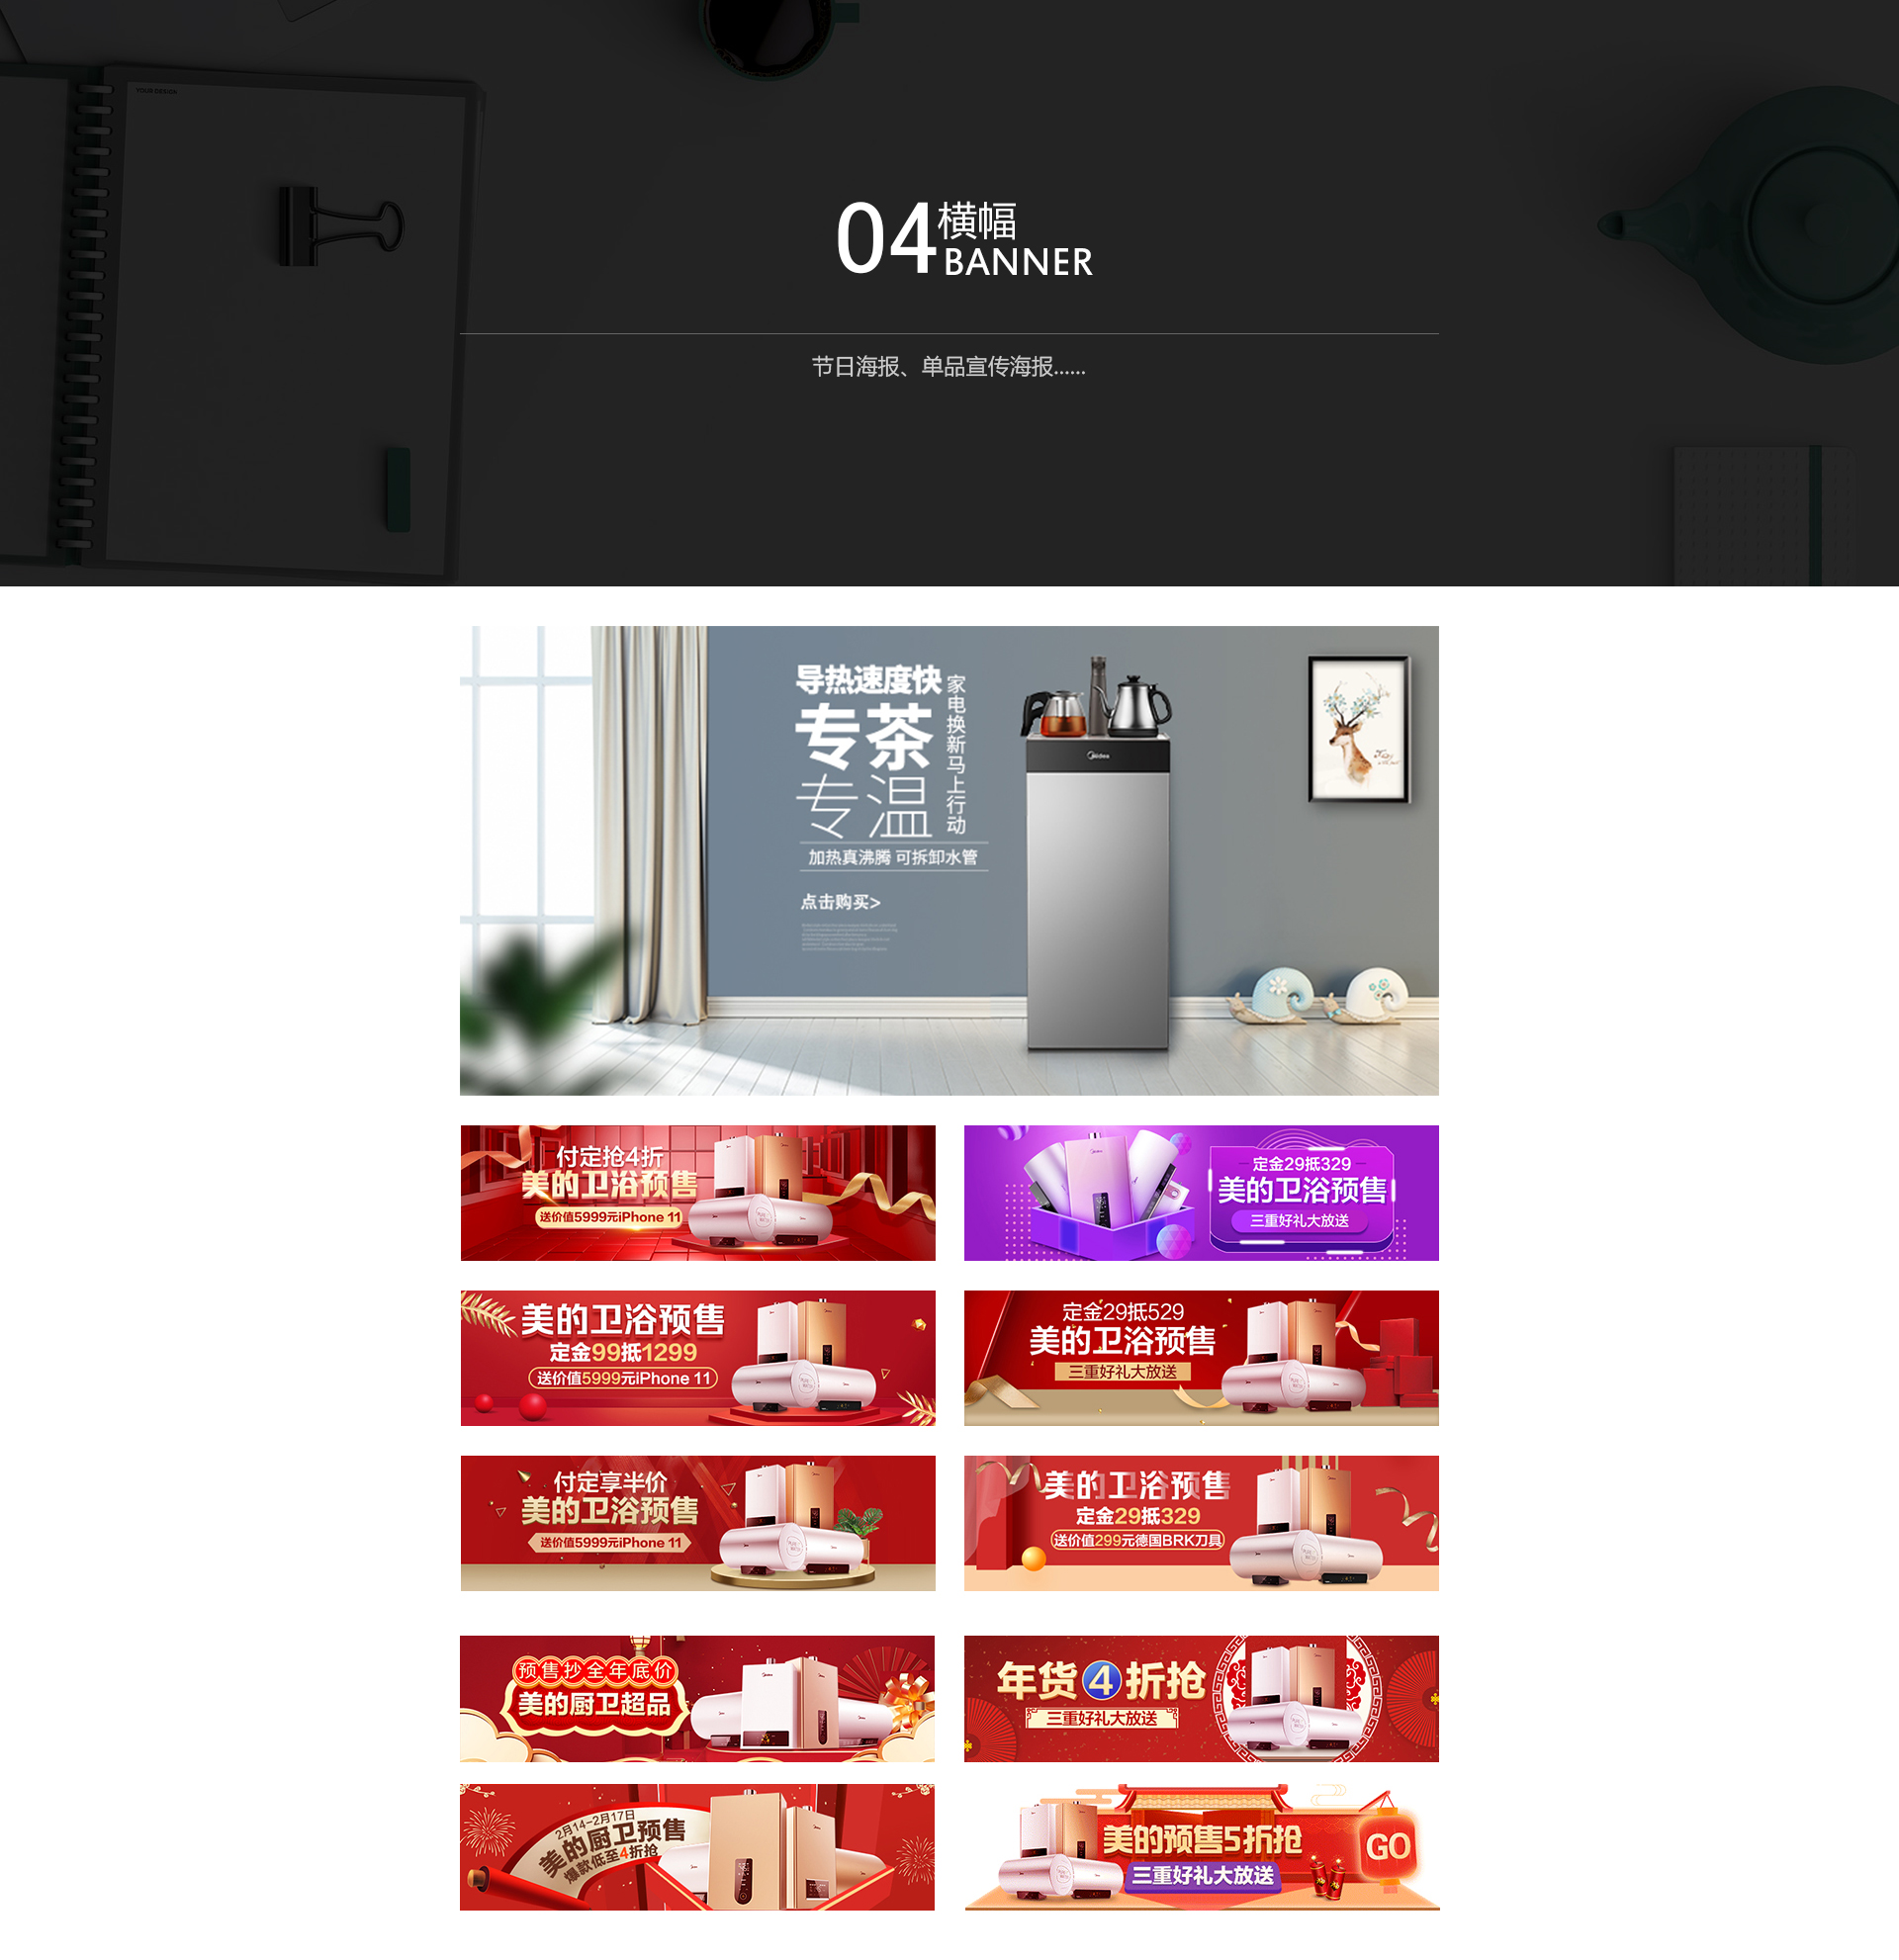 YOUR DESIGN
04
横幅
BANNER
节日海报、单品宣传海报......
导热速度快
专茶
专温
家电换新马上行动
加热真沸腾 可拆卸水管
点击购买>
Midea
付定抢4折
美的卫浴预售
送价值5999元iPhone 11
定金29抵329
美的卫浴预售
三重好礼大放送
美的卫浴预售
定金99抵1299
送价值5999元iPhone 11
定金29抵529
美的卫浴预售
三重好礼大放送
付定享半价
美的卫浴预售
送价值5999元iPhone 11
美的卫浴预售
定金29抵329
送价值299元德国BRK刀具
预售抄全年底价
美的厨卫超品
年货4折抢
三重好礼大放送
2月14-2月17日
美的厨卫预售
爆款低至4折抢
美的预售5折抢
三重好礼大放送
GO